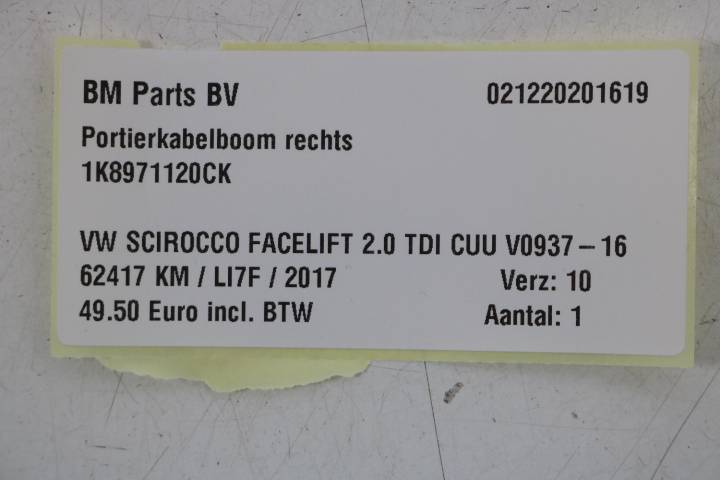 BM Parts BV 021220201619
Portierkabelboom rechts
1K8971120CK
VW SCIROCCO FACELIFT 2.0 TDI CUU V0937-16
62417 KM / LI7F / 2017 Verz: 10
49.50 Euro incl. BTW Aantal: 1